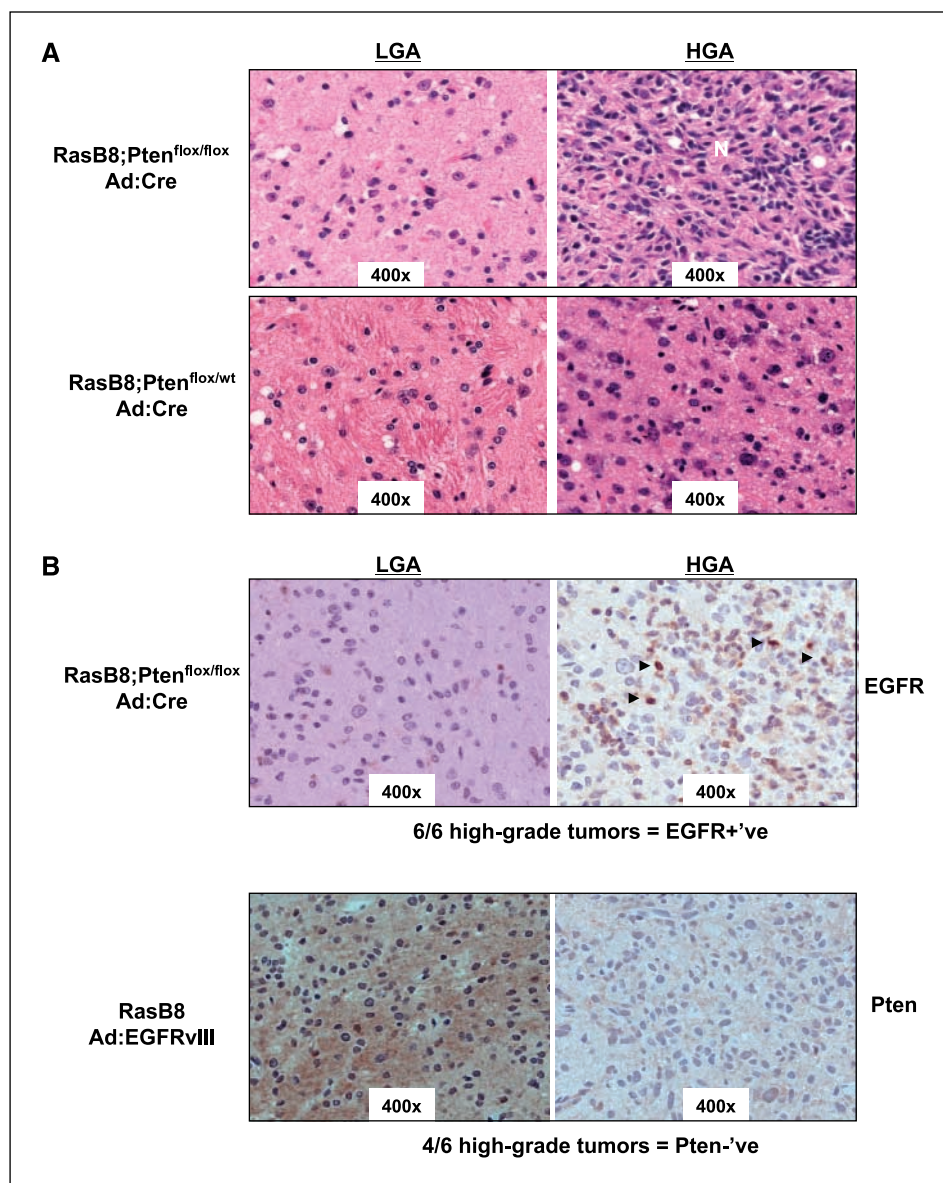 A
LGA HGA
RasB8;Pten^flox/flox
Ad:Cre
N
400x 400x
RasB8;Pten^flox/wt
Ad:Cre
400x 400x
B
LGA HGA
RasB8;Pten^flox/flox
Ad:Cre
EGFR
400x 400x
6/6 high-grade tumors = EGFR+’ve
RasB8
Ad:EGFRvIII
Pten
400x 400x
4/6 high-grade tumors = Pten-’ve